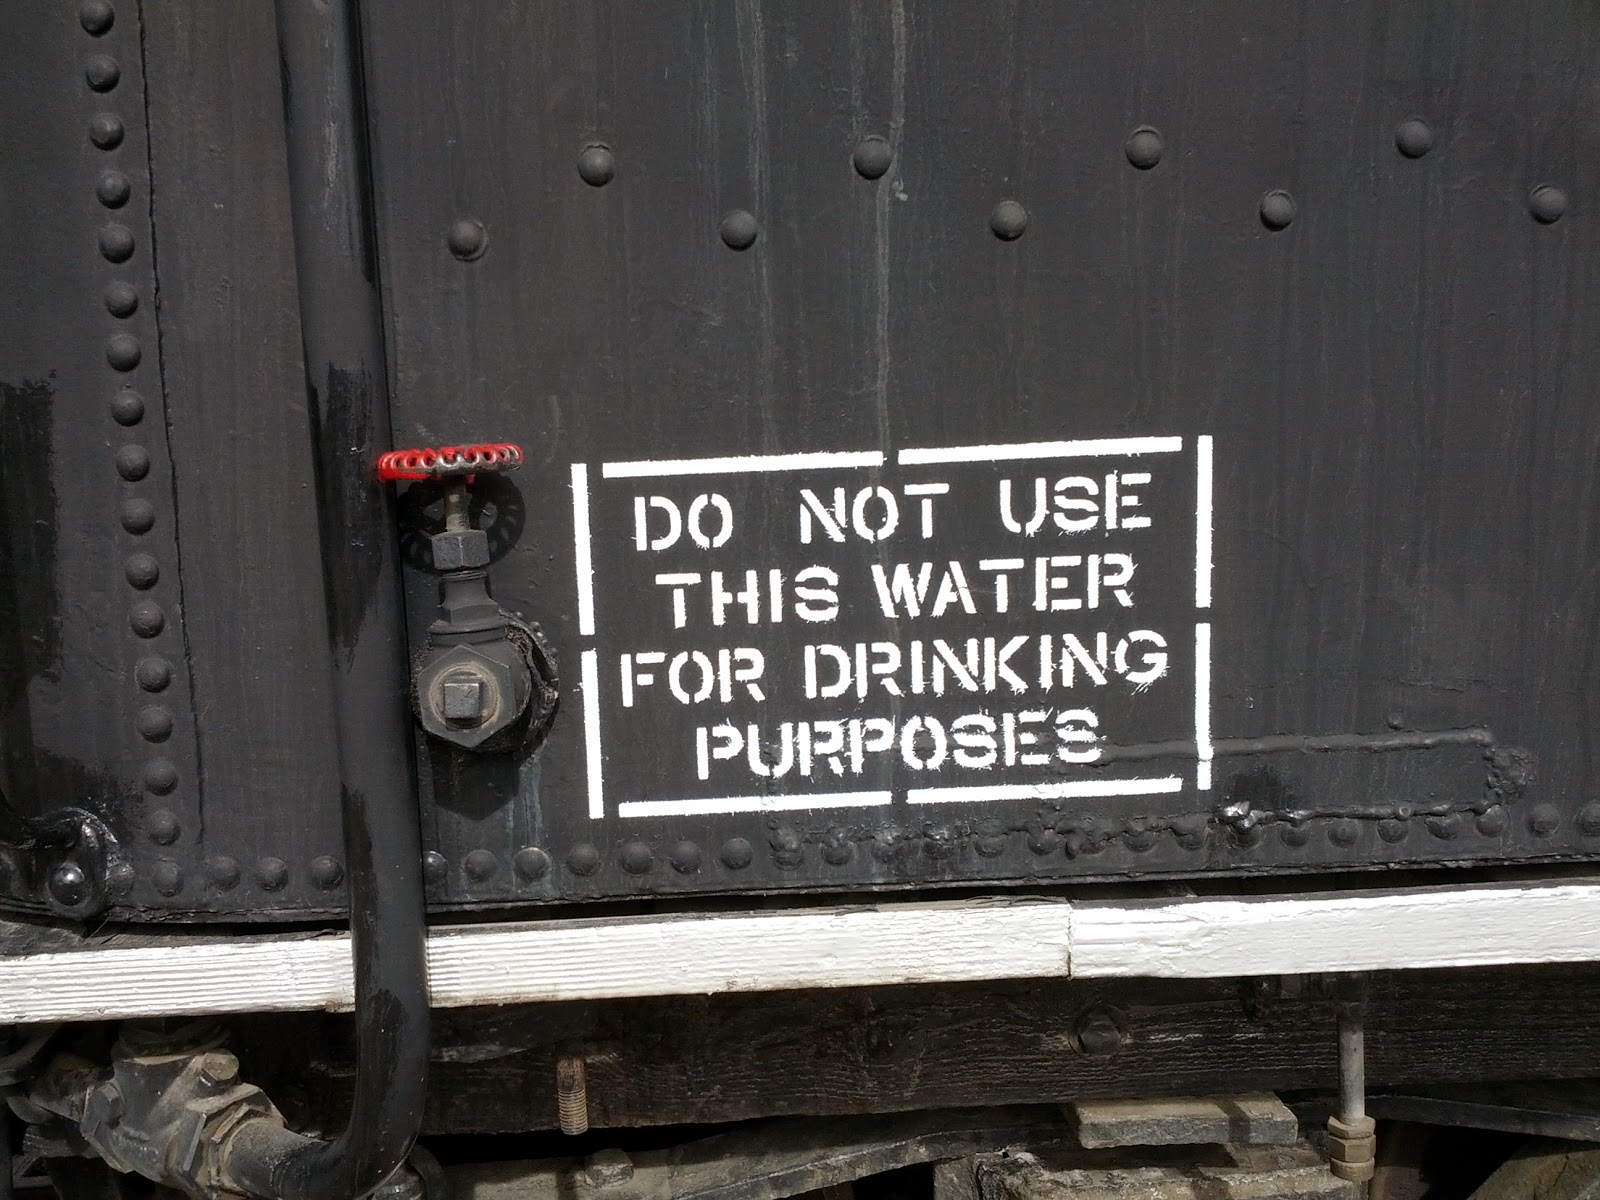 DO NOT USE
THIS WATER
FOR DRINKING
PURPOSES